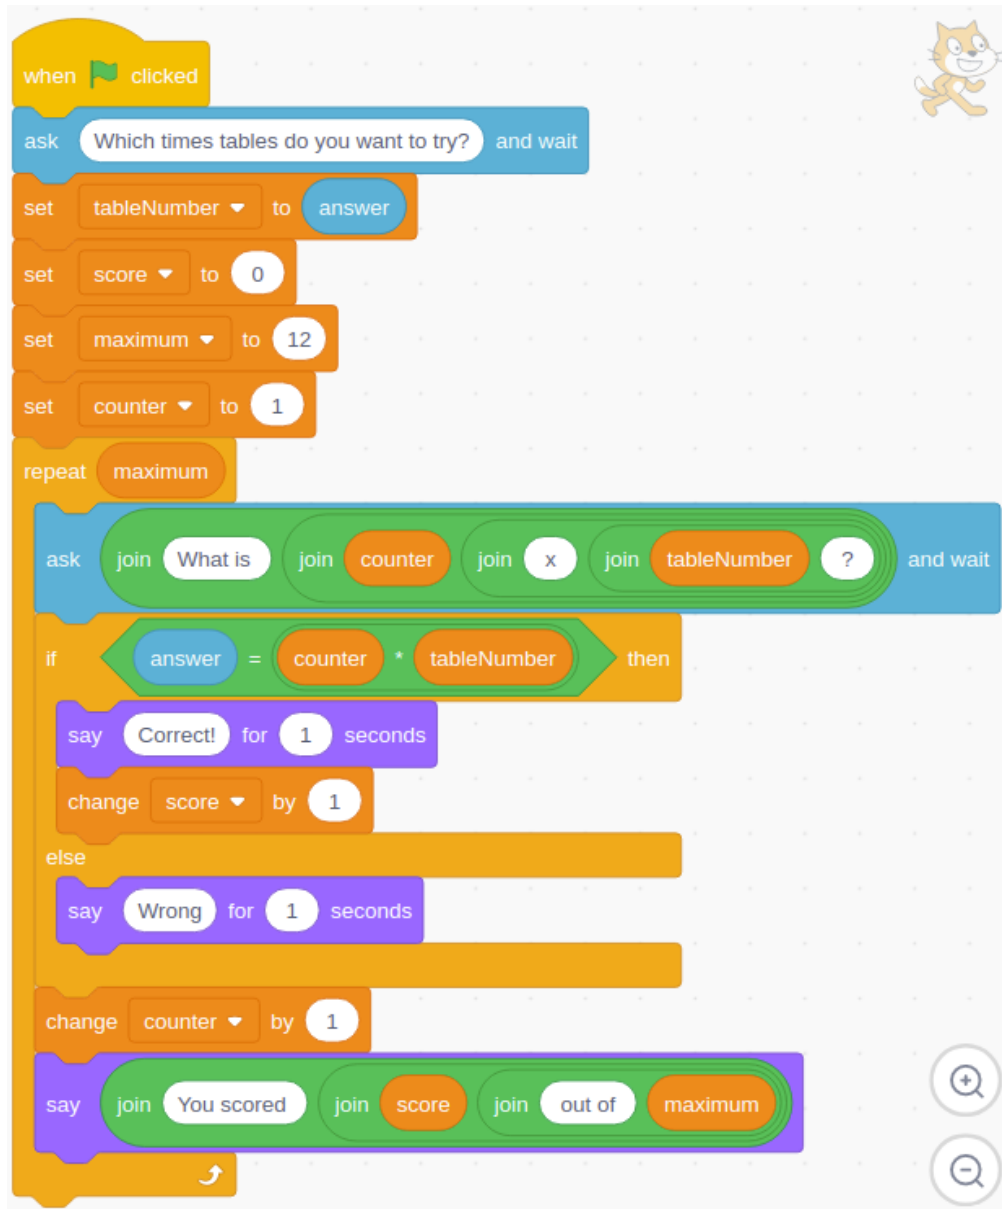 when clicked
ask Which times tables do you want to try? and wait
set tableNumber to answer
set score to 0
set maximum to 12
set counter to 1
repeat maximum
ask join What is join counter join x join tableNumber ? and wait
if answer = counter * tableNumber then
say Correct! for 1 seconds
change score by 1
else
say Wrong for 1 seconds
change counter by 1
say join You scored join score join out of maximum